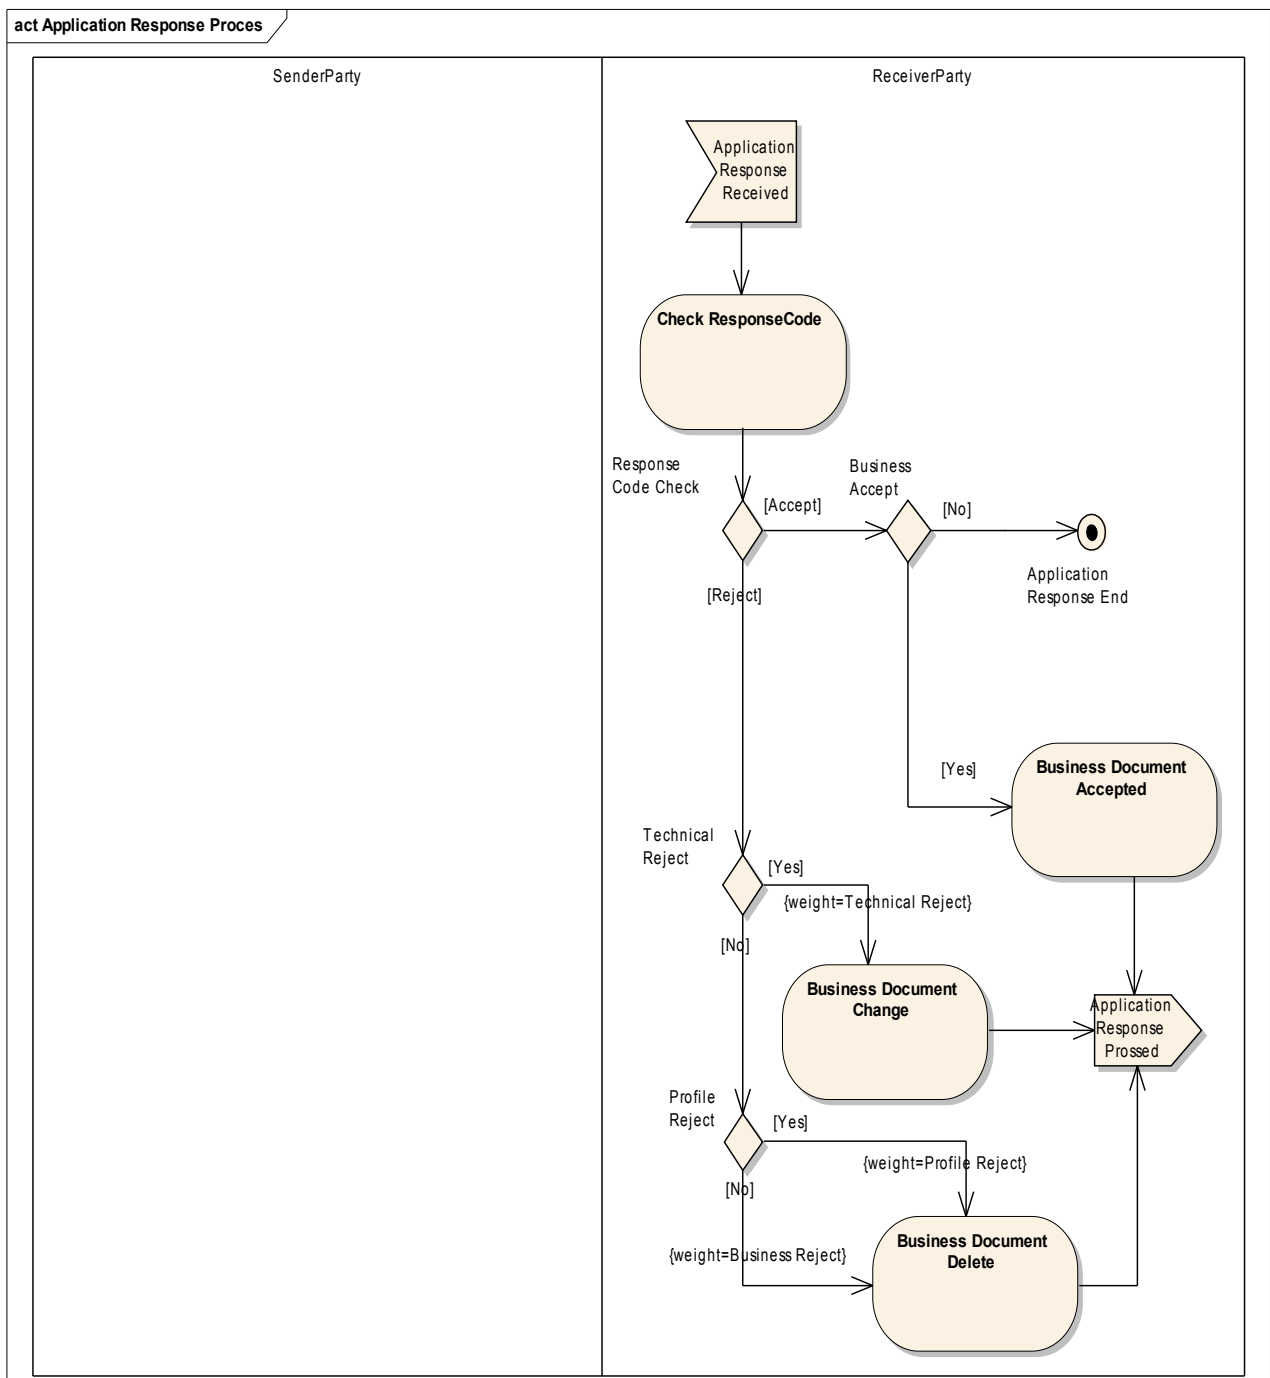 act Application Response Proces
SenderParty
ReceiverParty
Application
Response
Received
Check ResponseCode
Response
Code Check
[Accept]
Business
Accept
[No]
Application
Response End
[Reject]
[Yes]
Business Document
Accepted
Technical
Reject
[Yes]
{weight=Technical Reject}
[No]
Business Document
Change
Application
Response
Prossed
Profile
Reject
[Yes]
{weight=Profile Reject}
[No]
{weight=Business Reject}
Business Document
Delete